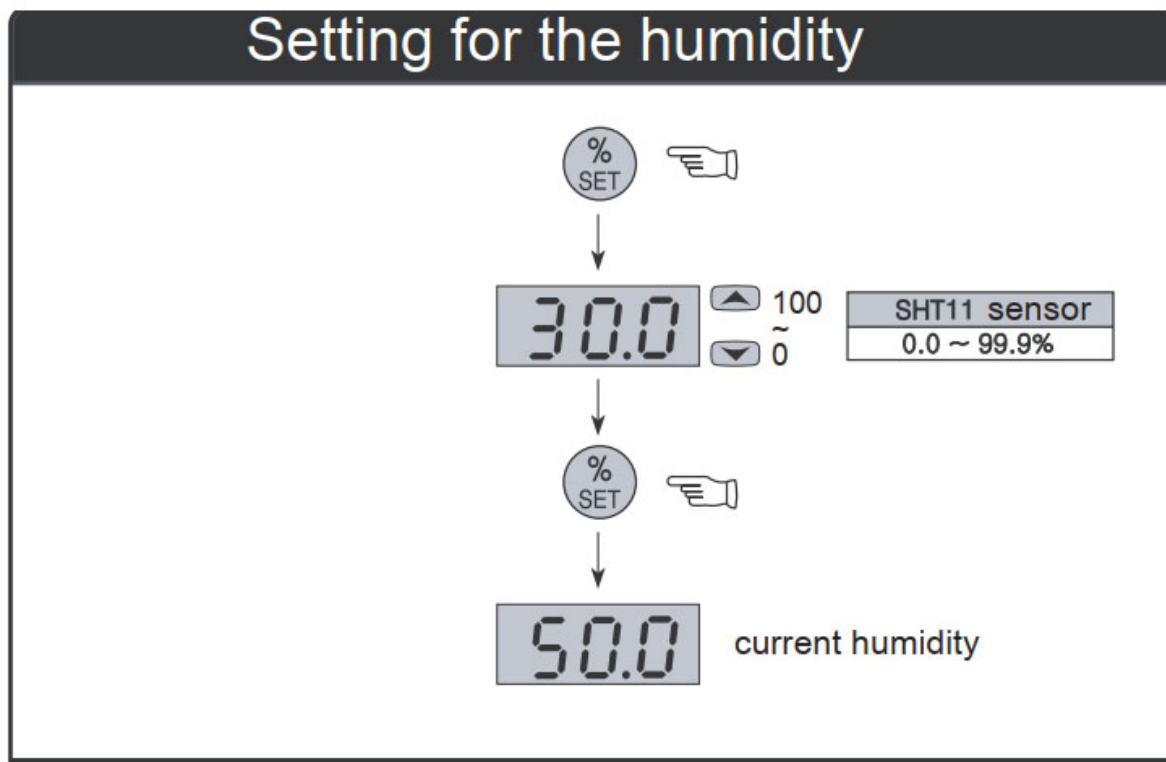 Setting for the humidity
%
SET
30.0
100
~
0
SHT11 sensor
0.0 ~ 99.9%
%
SET
50.0
current humidity